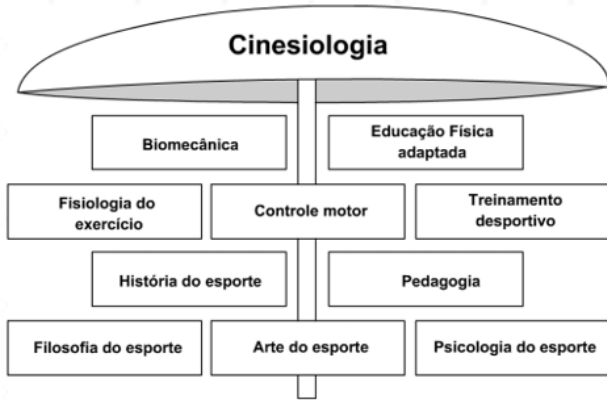 Cinesiologia
Biomecânica
Educação Física
adaptada
Fisiologia do
exercício
Controle motor
Treinamento
desportivo
História do esporte
Pedagogia
Filosofia do esporte
Arte do esporte
Psicologia do esporte